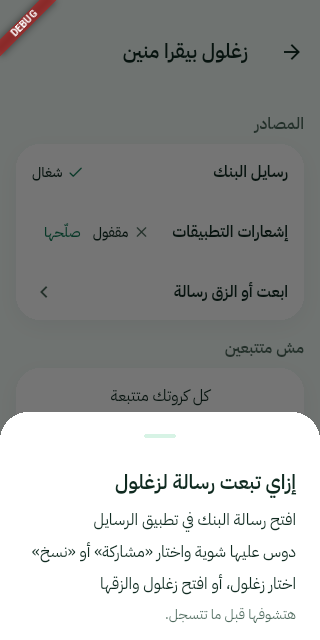 DEBUG
زغلول بيقرا منين
المصادر
رسايل البنك
شغال
إشعارات التطبيقات
مقفول
صلّحها
ابعت أو الزق رسالة
مش متتبعين
كل كروتك متتبعة
إزاي تبعت رسالة لزغلول
افتح رسالة البنك في تطبيق الرسايل
دوس عليها شوية واختار «مشاركة» أو «نسخ»
اختار زغلول، أو افتح زغلول والزقها
هتشوفها قبل ما تتسجل.